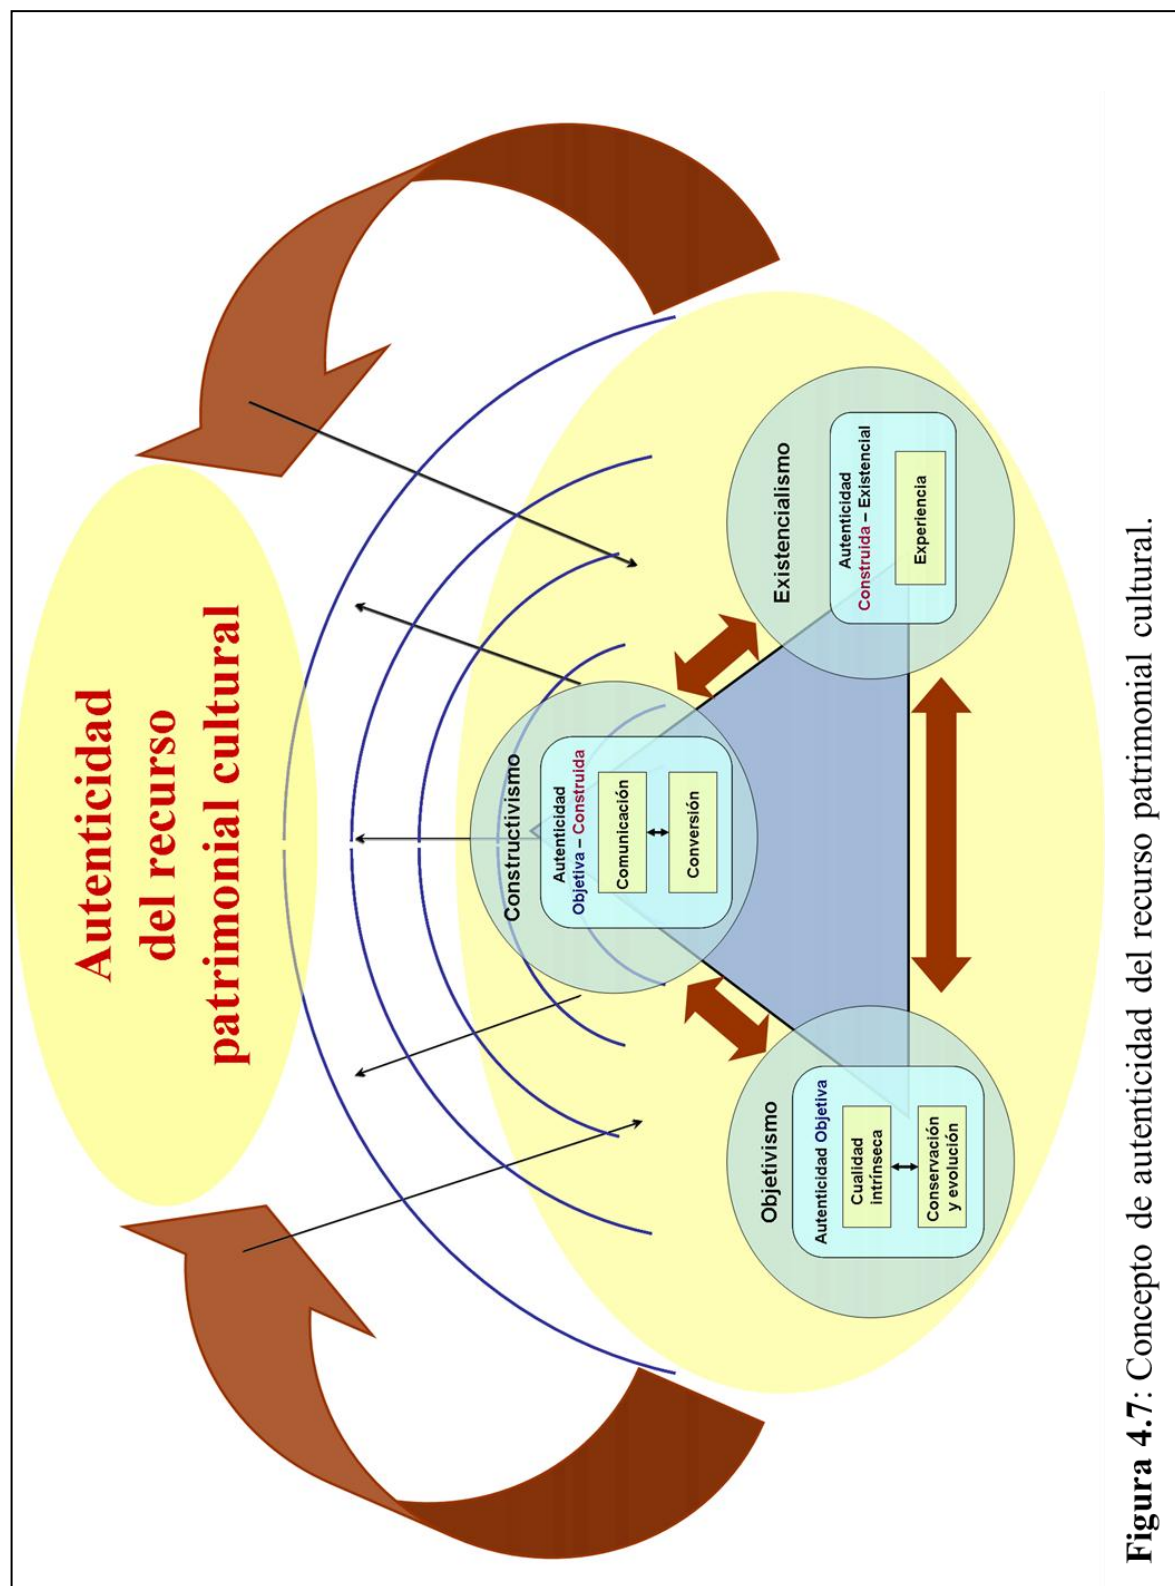 Autenticidad
del recurso
patrimonial cultural
Constructivismo
Autenticidad
Objetiva – Construida
Comunicación
Conversión
Objetivismo
Autenticidad Objetiva
Cualidad
intrínseca
Conservación
y evolución
Existencialismo
Autenticidad
Construida – Existencial
Experiencia
Figura 4.7: Concepto de autenticidad del recurso patrimonial cultural.